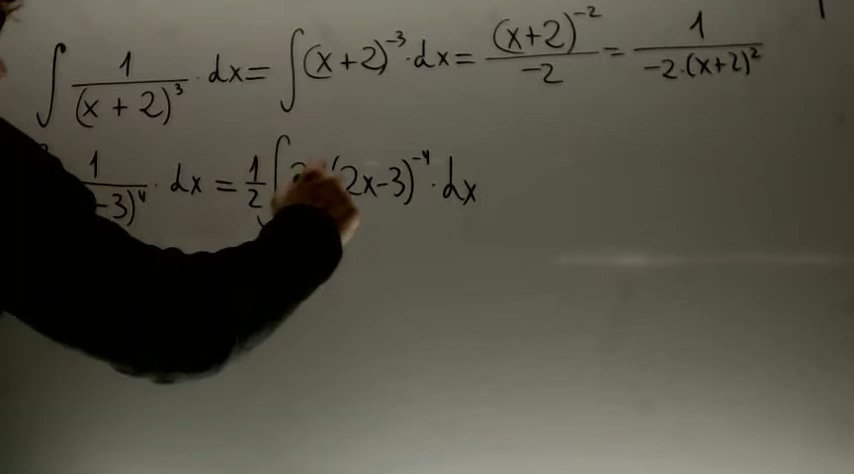 ∫ 1/(x + 2)³ · dx = ∫ (x+2)⁻³ · dx = (x+2)⁻²/-2 = 1/-2·(x+2)²
1/-3)⁴ · dx = 1/2 ∫ (2x-3)⁻⁴ · dx